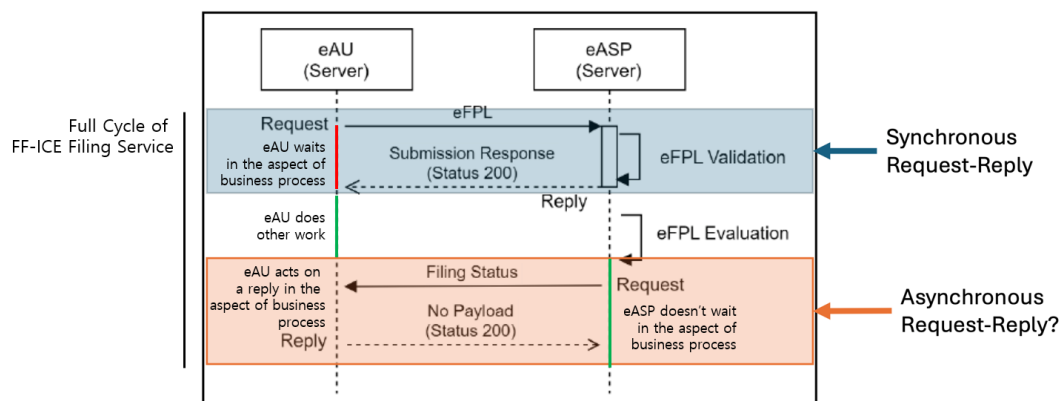 eAU
(Server)
eASP
(Server)
Full Cycle of
FF-ICE Filing Service
Request
eFPL
eAU waits
in the aspect of
business process
Submission Response
(Status 200)
eFPL Validation
Reply
Synchronous
Request-Reply
eAU does
other work
eFPL Evaluation
eAU acts on
a reply in the
aspect of business
process
Reply
Filing Status
No Payload
(Status 200)
Request
eASP doesn't wait
in the aspect of
business process
Asynchronous
Request-Reply?